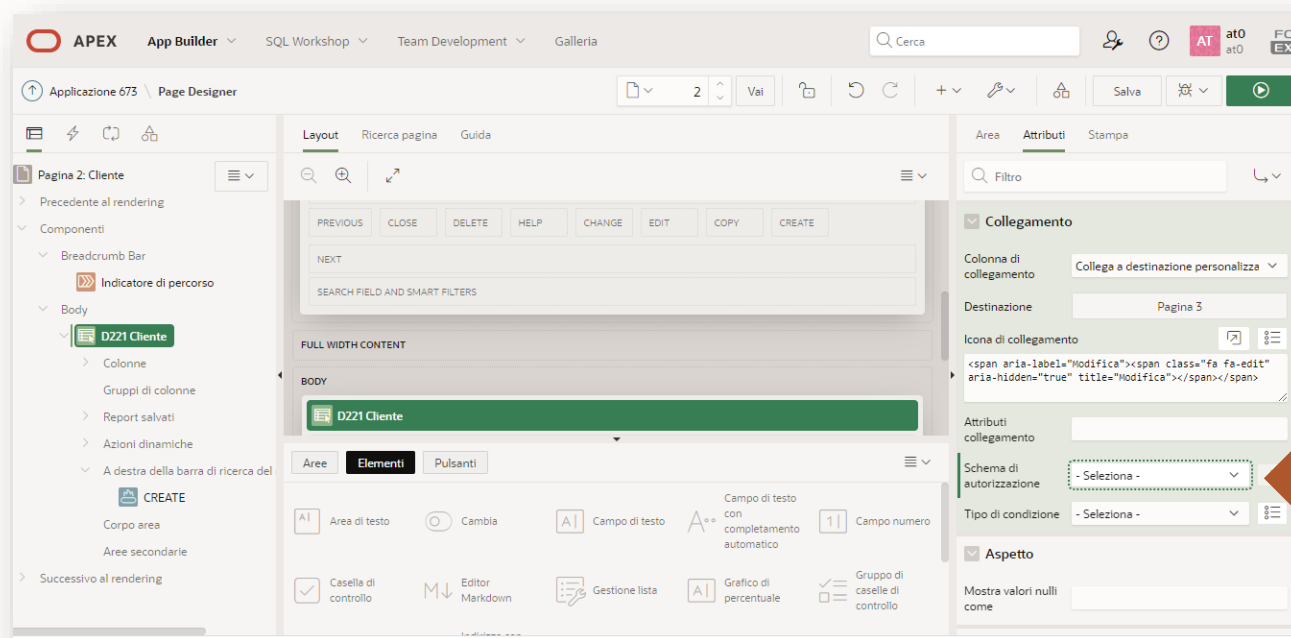 APEX App Builder SQL Workshop Team Development Galleria Cerca AT at0
at0
Applicazione 673 \ Page Designer 2 Vai Salva
Pagina 2: Cliente
Precedente al rendering
Componenti
Breadcrumb Bar
Indicatore di percorso
Body
D221 Cliente
Colonne
Gruppi di colonne
Report salvati
Azioni dinamiche
A destra della barra di ricerca del
CREATE
Corpo area
Aree secondarie
Successivo al rendering
Layout Ricerca pagina Guida
PREVIOUS CLOSE DELETE HELP CHANGE EDIT COPY CREATE
NEXT
SEARCH FIELD AND SMART FILTERS
FULL WIDTH CONTENT
BODY
D221 Cliente
Aree Elementi Pulsanti
Area di testo
Cambia
Campo di testo
Campo di testo
con
completamento
automatico
Campo numero
Casella di
controllo
Editor
Markdown
Gestione lista
Grafico di
percentuale
Gruppo di
caselle di
controllo
Area Attributi Stampa
Filtro
Collegamento
Colonna di
collegamento
Collega a destinazione personalizza
Destinazione Pagina 3
Icona di collegamento
<span aria-label="Modifica"><span class="fa fa-edit"
aria-hidden="true" title="Modifica"></span></span>
Attributi
collegamento
Schema di
autorizzazione
- Seleziona -
Tipo di condizione - Seleziona -
Aspetto
Mostra valori nulli
come